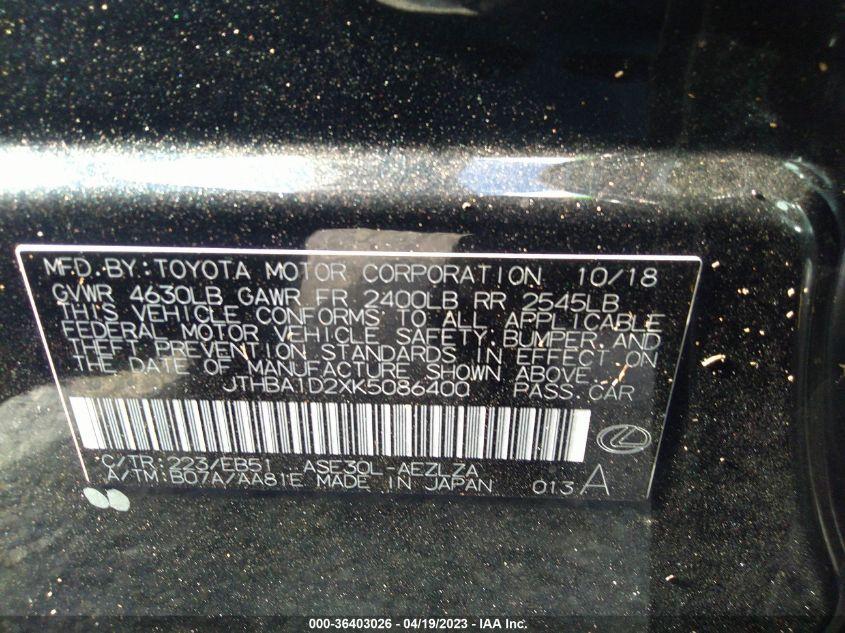 MFD. BY: TOYOTA MOTOR CORPORATION 10/18
GVWR 4630LB GAWR FR 2400LB RR 2545LB
THIS VEHICLE CONFORMS TO ALL APPLICABLE
FEDERAL MOTOR VEHICLE SAFETY, BUMPER, AND
THEFT PREVENTION STANDARDS IN EFFECT ON
THE DATE OF MANUFACTURE SHOWN ABOVE.
JTHBA1D2XK5086400 PASS. CAR
C/TR: 223/EB51 ASE30L-AEZLZA
A/TM: B07A/AA81E MADE IN JAPAN 013 A
000-36403026 - 04/19/2023 - IAA Inc.